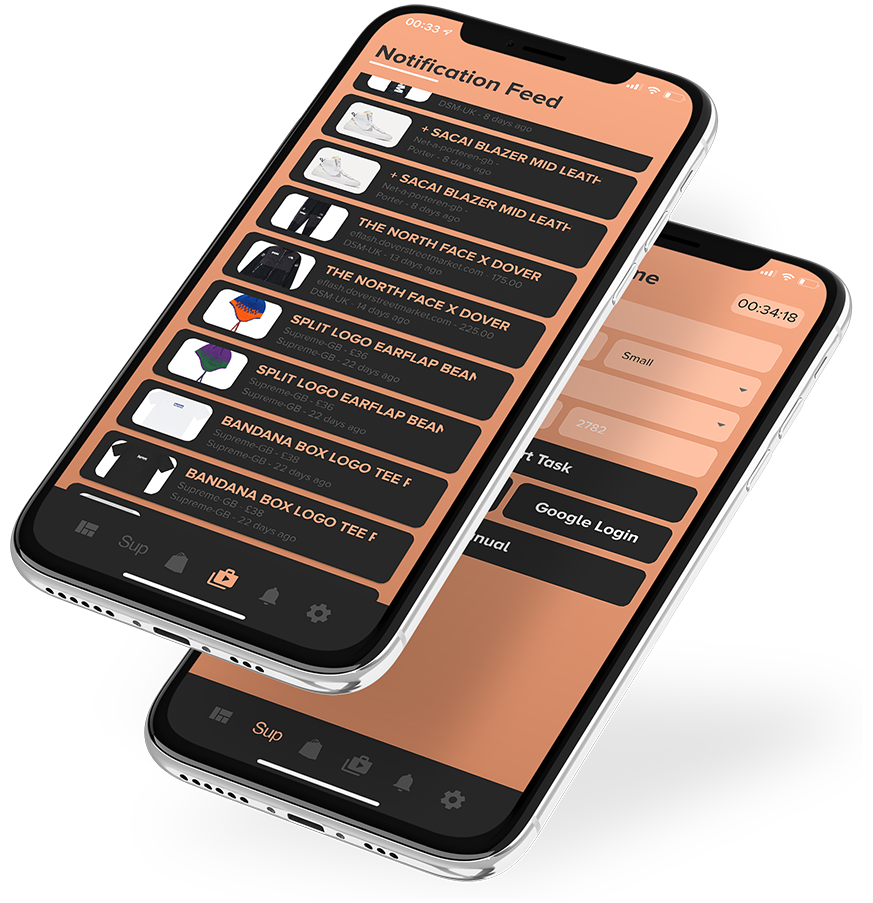 00:33
Notification Feed
DSM-UK - 8 days ago
+ SACAI BLAZER MID LEATH
Net-a-porteren-gb -
Porter - 8 days ago
+ SACAI BLAZER MID LEATH
Net-a-porteren-gb -
Porter - 8 days ago
THE NORTH FACE X DOVER
eflash.doverstreetmarket.com - 175.00
DSM-UK - 13 days ago
THE NORTH FACE X DOVER
eflash.doverstreetmarket.com - 225.00
DSM-UK - 14 days ago
SPLIT LOGO EARFLAP BEAN
Supreme-GB - £36
Supreme-GB - 22 days ago
SPLIT LOGO EARFLAP BEAN
Supreme-GB - £36
Supreme-GB - 22 days ago
BANDANA BOX LOGO TEE F
Supreme-GB - £38
Supreme-GB - 22 days ago
BANDANA BOX LOGO TEE F
Supreme-GB - £38
Supreme-GB - 22 days ago
Sup
me
00:34:18
Small
2782
rt Task
Google Login
nual
Sup